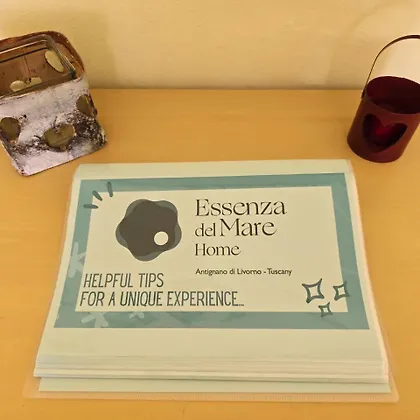 Essenza
del Mare
Home
Antignano di Livorno - Tuscany
HELPFUL TIPS
FOR A UNIQUE EXPERIENCE...